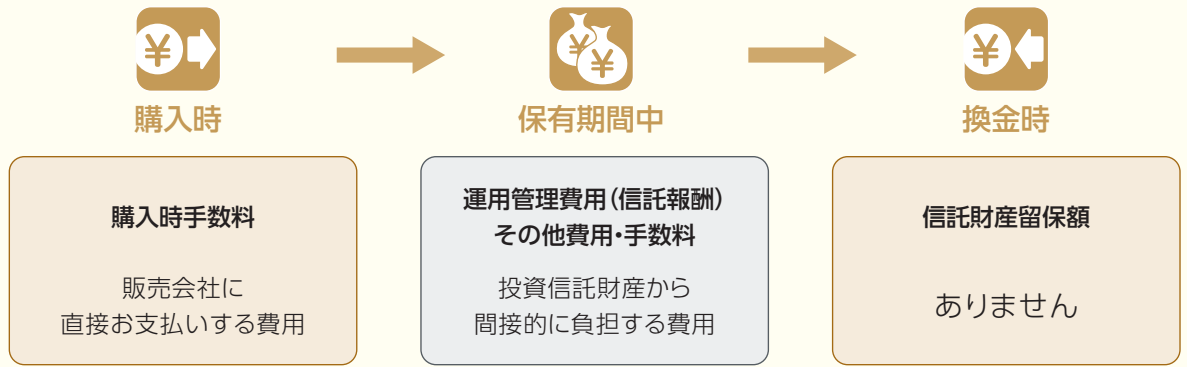 購入時
保有期間中
換金時
購入時手数料
販売会社に
直接お支払いする費用
運用管理費用(信託報酬)
その他費用・手数料
投資信託財産から
間接的に負担する費用
信託財産留保額
ありません